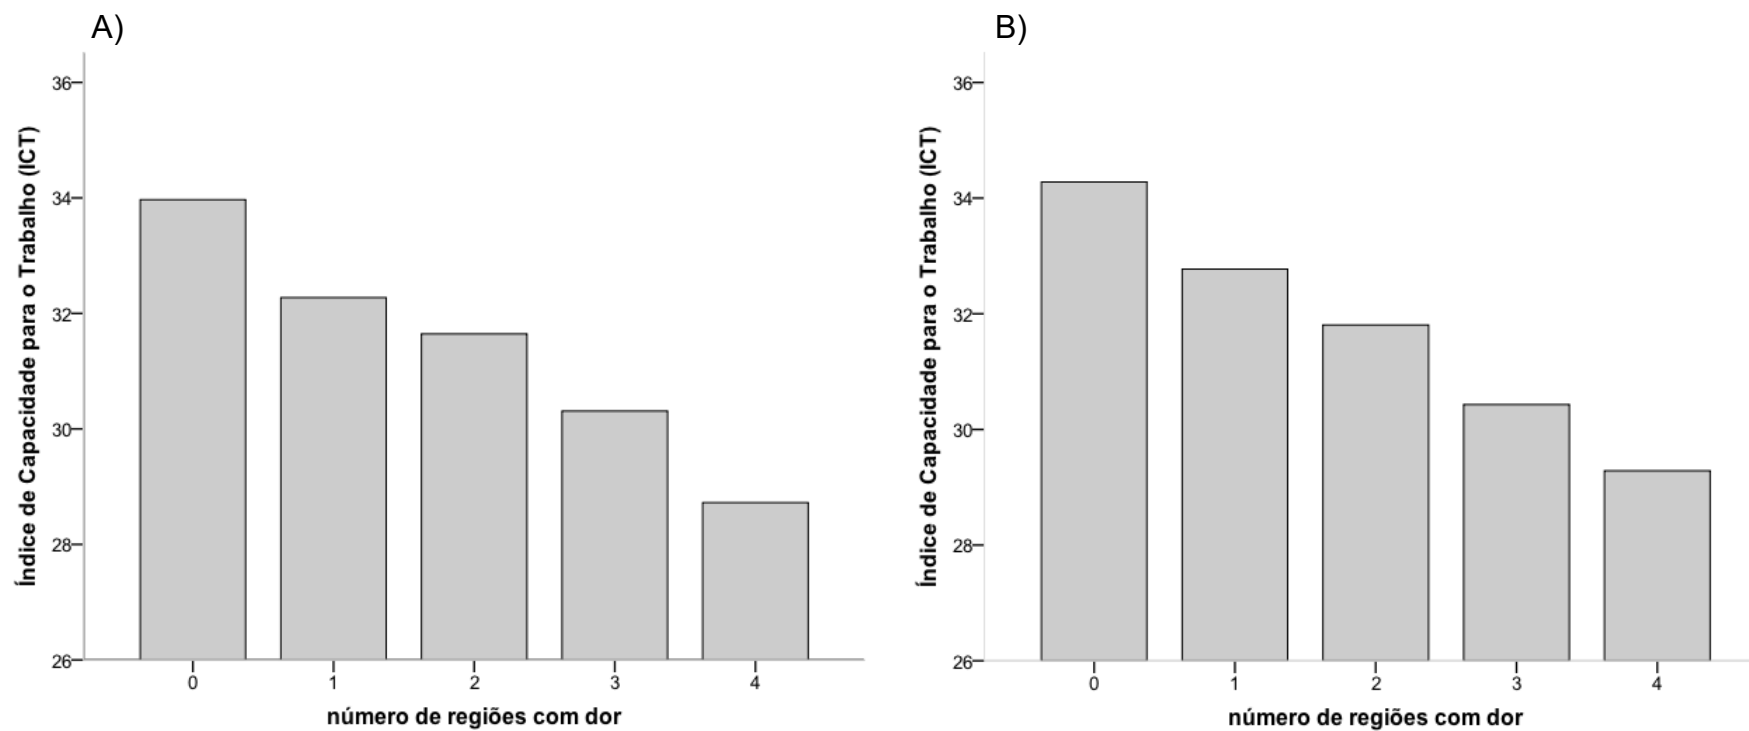 A)
Índice de Capacidade para o Trabalho (ICT)
36
34
32
30
28
26
0 1 2 3 4
número de regiões com dor
B)
Índice de Capacidade para o Trabalho (ICT)
36
34
32
30
28
26
0 1 2 3 4
número de regiões com dor